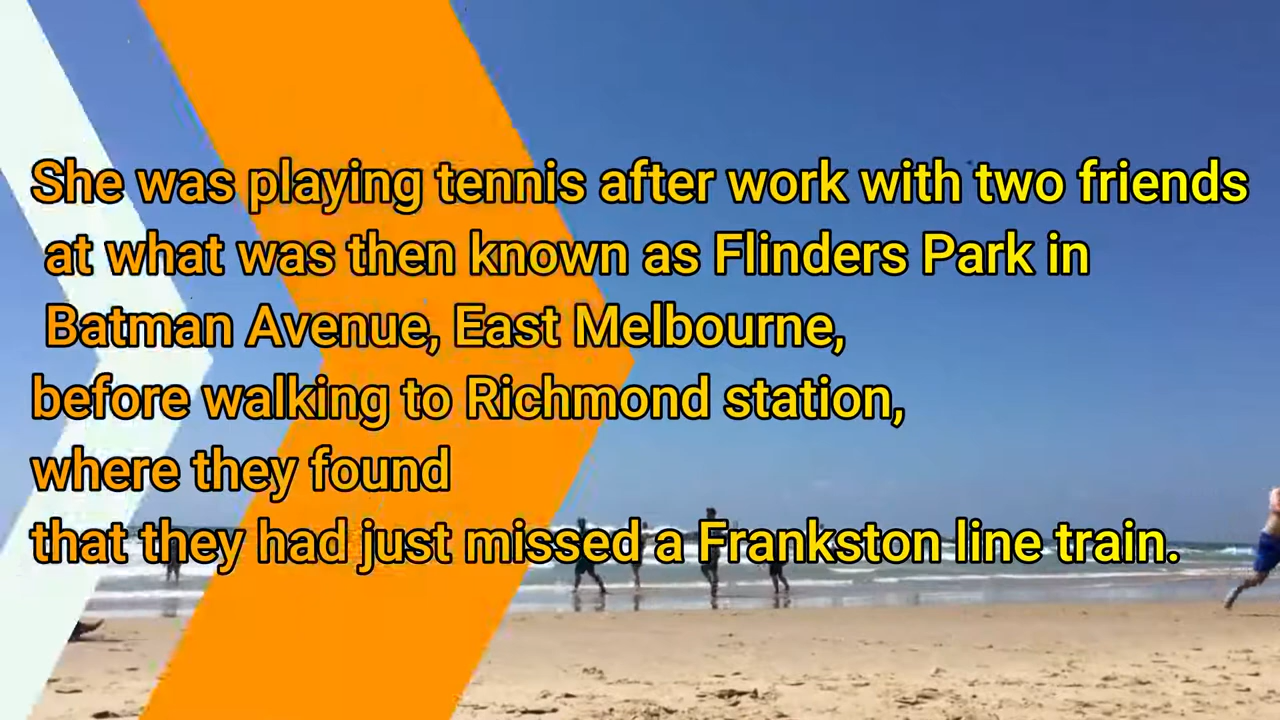 She was playing tennis after work with two friends
at what was then known as Flinders Park in
Batman Avenue, East Melbourne,
before walking to Richmond station,
where they found
that they had just missed a Frankston line train.